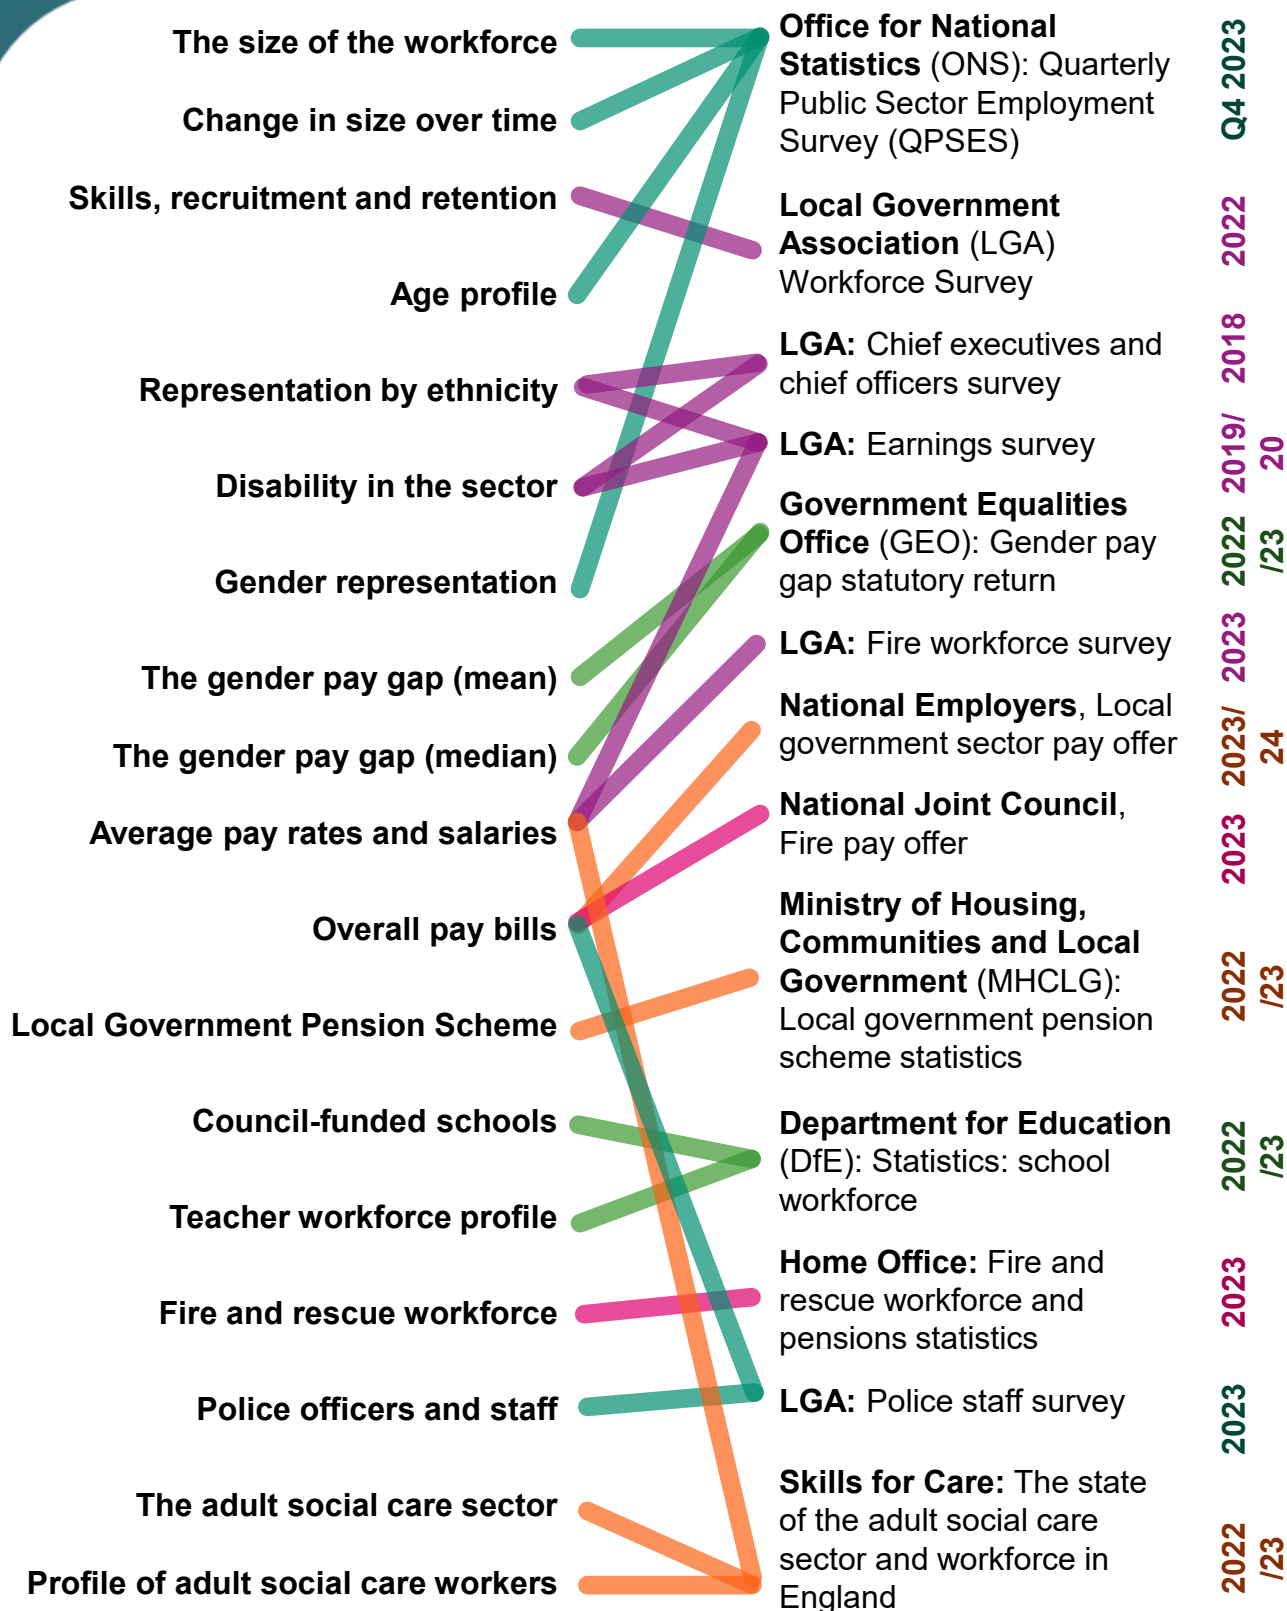 The size of the workforce
Change in size over time
Skills, recruitment and retention
Age profile
Representation by ethnicity
Disability in the sector
Gender representation
The gender pay gap (mean)
The gender pay gap (median)
Average pay rates and salaries
Overall pay bills
Local Government Pension Scheme
Council-funded schools
Teacher workforce profile
Fire and rescue workforce
Police officers and staff
The adult social care sector
Profile of adult social care workers
Office for National
Statistics (ONS): Quarterly
Public Sector Employment
Survey (QPSES)
Local Government
Association (LGA)
Workforce Survey
LGA: Chief executives and
chief officers survey
LGA: Earnings survey
Government Equalities
Office (GEO): Gender pay
gap statutory return
LGA: Fire workforce survey
National Employers, Local
government sector pay offer
National Joint Council,
Fire pay offer
Ministry of Housing,
Communities and Local
Government (MHCLG):
Local government pension
scheme statistics
Department for Education
(DfE): Statistics: school
workforce
Home Office: Fire and
rescue workforce and
pensions statistics
LGA: Police staff survey
Skills for Care: The state
of the adult social care
sector and workforce in
England
Q4 2023
2022
2018
2019/
20
2022
/23
2023
2023/
24
2023
2022
/23
2022
/23
2023
2023
2022
/23